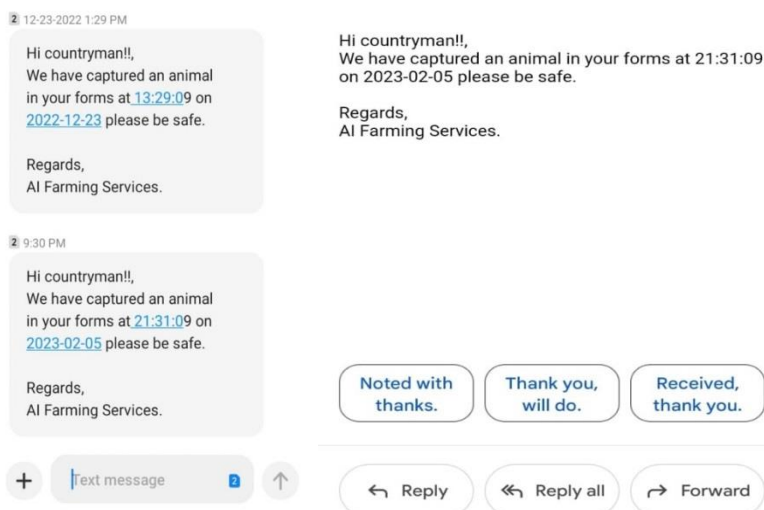 2 12-23-2022 1:29 PM
Hi countryman!!,
We have captured an animal
in your forms at 13:29:09 on
2022-12-23 please be safe.
Regards,
AI Farming Services.
2 9:30 PM
Hi countryman!!,
We have captured an animal
in your forms at 21:31:09 on
2023-02-05 please be safe.
Regards,
AI Farming Services.
Text message 2
Hi countryman!!,
We have captured an animal in your forms at 21:31:09
on 2023-02-05 please be safe.
Regards,
AI Farming Services.
Noted with
thanks.
Thank you,
will do.
Received,
thank you.
Reply
Reply all
Forward